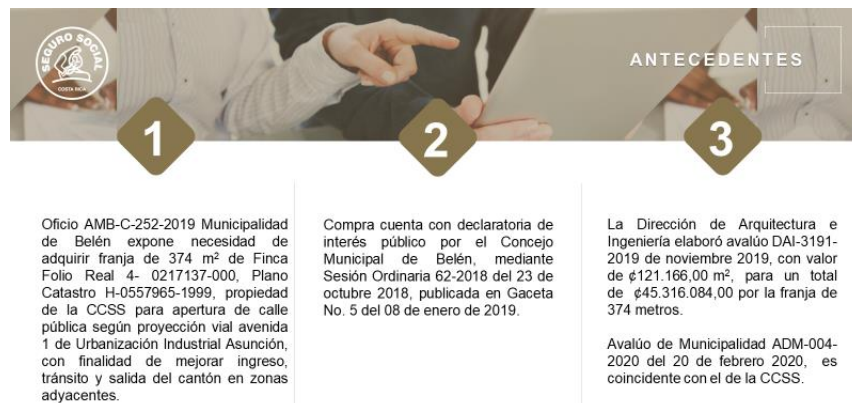 SEGURO SOCIAL
COSTA RICA
ANTECEDENTES
1
2
3
Oficio AMB-C-252-2019 Municipalidad
de Belén expone necesidad de
adquirir franja de 374 m² de Finca
Folio Real 4- 0217137-000, Plano
Catastro H-0557965-1999, propiedad
de la CCSS para apertura de calle
pública según proyección vial avenida
1 de Urbanización Industrial Asunción,
con finalidad de mejorar ingreso,
tránsito y salida del cantón en zonas
adyacentes.
Compra cuenta con declaratoria de
interés público por el Concejo
Municipal de Belén, mediante
Sesión Ordinaria 62-2018 del 23 de
octubre 2018, publicada en Gaceta
No. 5 del 08 de enero de 2019.
La Dirección de Arquitectura e
Ingeniería elaboró avalúo DAI-3191-
2019 de noviembre 2019, con valor
de ¢121.166,00 m², para un total
de ¢45.316.084,00 por la franja de
374 metros.
Avalúo de Municipalidad ADM-004-
2020 del 20 de febrero 2020, es
coincidente con el de la CCSS.